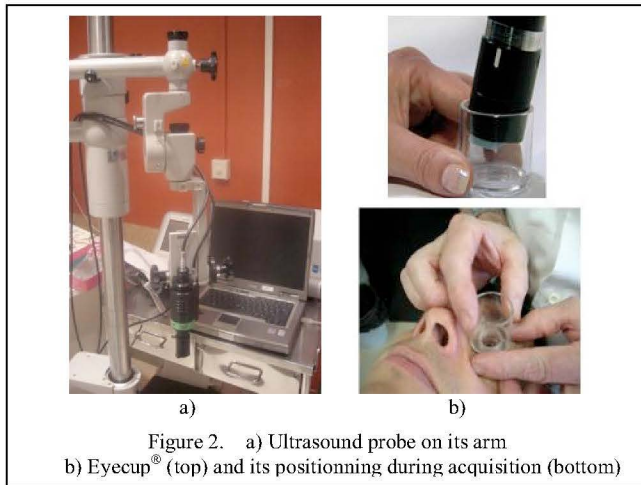 a)
b)
Figure 2. a) Ultrasound probe on its arm
b) Eyecup® (top) and its positionning during acquisition (bottom)